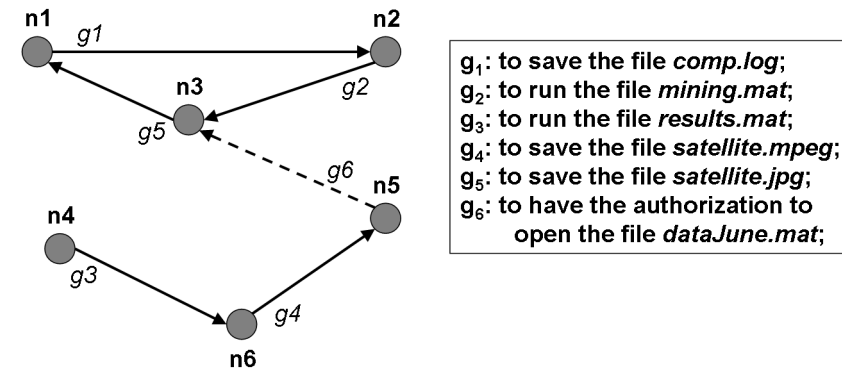 n1
g1
n2
n3
g2
g5
g6
n5
n4
g3
g4
n6
g₁: to save the file comp.log;
g₂: to run the file mining.mat;
g₃: to run the file results.mat;
g₄: to save the file satellite.mpeg;
g₅: to save the file satellite.jpg;
g₆: to have the authorization to
open the file dataJune.mat;